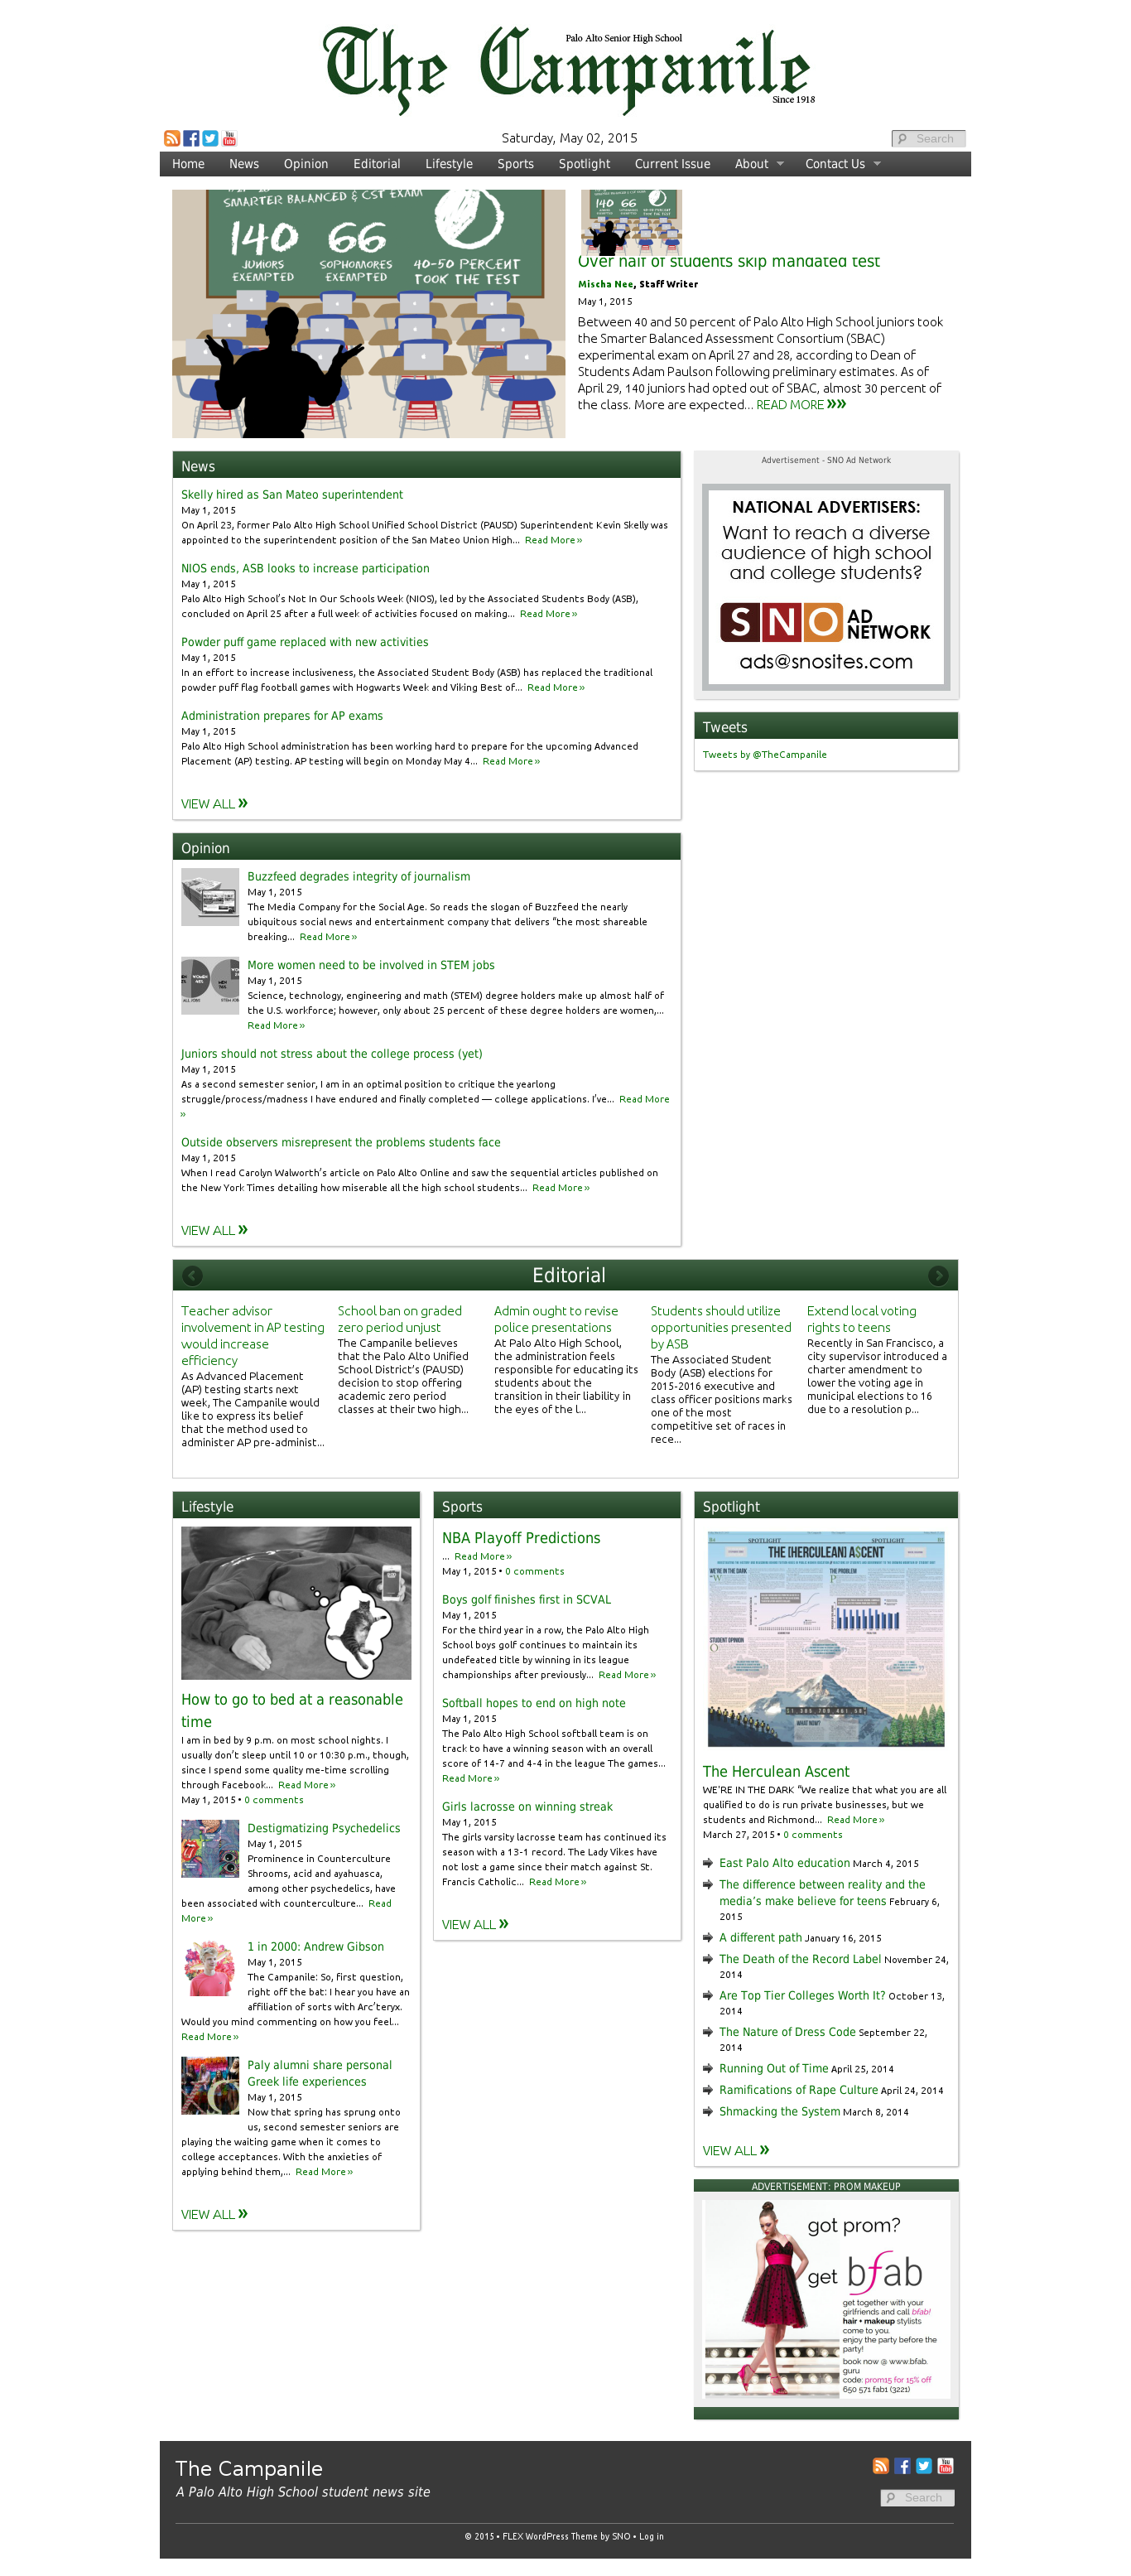 The Campanile
Palo Alto Senior High School
Since 1918
Saturday, May 02, 2015
Search
Home News Opinion Editorial Lifestyle Sports Spotlight Current Issue About Contact Us
SMARTER BALANCED & CST EXAM
140 66
JUNIORS EXEMPTED
SOPHOMORES EXEMPTED
40-50 PERCENT TOOK THE TEST
Over half of students skip mandated test
Mischa Nee, Staff Writer
May 1, 2015
Between 40 and 50 percent of Palo Alto High School juniors took
the Smarter Balanced Assessment Consortium (SBAC)
experimental exam on April 27 and 28, according to Dean of
Students Adam Paulson following preliminary estimates. As of
April 29, 140 juniors had opted out of SBAC, almost 30 percent of
the class. More are expected... READ MORE »»
News
Skelly hired as San Mateo superintendent
May 1, 2015
On April 23, former Palo Alto High School Unified School District (PAUSD) Superintendent Kevin Skelly was
appointed to the superintendent position of the San Mateo Union High... Read More »
NIOS ends, ASB looks to increase participation
May 1, 2015
Palo Alto High School's Not In Our Schools Week (NIOS), led by the Associated Students Body (ASB),
concluded on April 25 after a full week of activities focused on making... Read More »
Powder puff game replaced with new activities
May 1, 2015
In an effort to increase inclusiveness, the Associated Student Body (ASB) has replaced the traditional
powder puff flag football games with Hogwarts Week and Viking Best of... Read More »
Administration prepares for AP exams
May 1, 2015
Palo Alto High School administration has been working hard to prepare for the upcoming Advanced
Placement (AP) testing. AP testing will begin on Monday May 4... Read More »
VIEW ALL »
Advertisement - SNO Ad Network
NATIONAL ADVERTISERS:
Want to reach a diverse
audience of high school
and college students?
SNO AD NETWORK
ads@snosites.com
Tweets
Tweets by @TheCampanile
Opinion
Buzzfeed degrades integrity of journalism
May 1, 2015
The Media Company for the Social Age. So reads the slogan of Buzzfeed the nearly
ubiquitous social news and entertainment company that delivers "the most shareable
breaking... Read More »
More women need to be involved in STEM jobs
May 1, 2015
Science, technology, engineering and math (STEM) degree holders make up almost half of
the U.S. workforce; however, only about 25 percent of these degree holders are women,...
Read More »
Juniors should not stress about the college process (yet)
May 1, 2015
As a second semester senior, I am in an optimal position to critique the yearlong
struggle/process/madness I have endured and finally completed — college applications. I've... Read More
»
Outside observers misrepresent the problems students face
May 1, 2015
When I read Carolyn Walworth's article on Palo Alto Online and saw the sequential articles published on
the New York Times detailing how miserable all the high school students... Read More »
VIEW ALL »
Editorial
Teacher advisor
involvement in AP testing
would increase
efficiency
As Advanced Placement
(AP) testing starts next
week, The Campanile would
like to express its belief
that the method used to
administer AP pre-administ...
School ban on graded
zero period unjust
The Campanile believes
that the Palo Alto Unified
School District's (PAUSD)
decision to stop offering
academic zero period
classes at their two high...
Admin ought to revise
police presentations
At Palo Alto High School,
the administration feels
responsible for educating its
students about the
transition in their liability in
the eyes of the l...
Students should utilize
opportunities presented
by ASB
The Associated Student
Body (ASB) elections for
2015-2016 executive and
class officer positions marks
one of the most
competitive set of races in
rece...
Extend local voting
rights to teens
Recently in San Francisco, a
city supervisor introduced a
charter amendment to
lower the voting age in
municipal elections to 16
due to a resolution p...
Lifestyle
How to go to bed at a reasonable
time
I am in bed by 9 p.m. on most school nights. I
usually don't sleep until 10 or 10:30 p.m., though,
since I spend some quality me-time scrolling
through Facebook... Read More »
May 1, 2015 • 0 comments
Destigmatizing Psychedelics
May 1, 2015
Prominence in Counterculture
Shrooms, acid and ayahuasca,
among other psychedelics, have
been associated with counterculture... Read
More »
1 in 2000: Andrew Gibson
May 1, 2015
The Campanile: So, first question,
right off the bat: I hear you have an
affiliation of sorts with Arc'teryx.
Would you mind commenting on how you feel...
Read More »
Paly alumni share personal
Greek life experiences
May 1, 2015
Now that spring has sprung onto
us, second semester seniors are
playing the waiting game when it comes to
college acceptances. With the anxieties of
applying behind them,... Read More »
VIEW ALL »
Sports
NBA Playoff Predictions
... Read More »
May 1, 2015 • 0 comments
Boys golf finishes first in SCVAL
May 1, 2015
For the third year in a row, the Palo Alto High
School boys golf continues to maintain its
undefeated title by winning in its league
championships after previously... Read More »
Softball hopes to end on high note
May 1, 2015
The Palo Alto High School softball team is on
track to have a winning season with an overall
score of 14-7 and 4-4 in the league The games...
Read More »
Girls lacrosse on winning streak
May 1, 2015
The girls varsity lacrosse team has continued its
season with a 13-1 record. The Lady Vikes have
not lost a game since their match against St.
Francis Catholic... Read More »
VIEW ALL »
Spotlight
SPOTLIGHT SPOTLIGHT
THE [HERCULEAN] A$CENT
WE'RE IN THE DARK
THE PROBLEM
STUDENT OPINION
WHAT NOW?
The Herculean Ascent
WE'RE IN THE DARK "We realize that what you are all
qualified to do is run private businesses, but we
students and Richmond... Read More »
March 27, 2015 • 0 comments
East Palo Alto education March 4, 2015
The difference between reality and the
media's make believe for teens February 6,
2015
A different path January 16, 2015
The Death of the Record Label November 24,
2014
Are Top Tier Colleges Worth It? October 13,
2014
The Nature of Dress Code September 22,
2014
Running Out of Time April 25, 2014
Ramifications of Rape Culture April 24, 2014
Shmacking the System March 8, 2014
VIEW ALL »
ADVERTISEMENT: PROM MAKEUP
got prom?
get bfab
get together with your
girlfriends and call bfab!
hair + makeup stylists
come to you.
enjoy the party before the
party!
book now @ www.bfab.
guru
code: prom15 for 15% off
650 571 fab1 (3221)
The Campanile
A Palo Alto High School student news site
Search
© 2015 • FLEX WordPress Theme by SNO • Log in